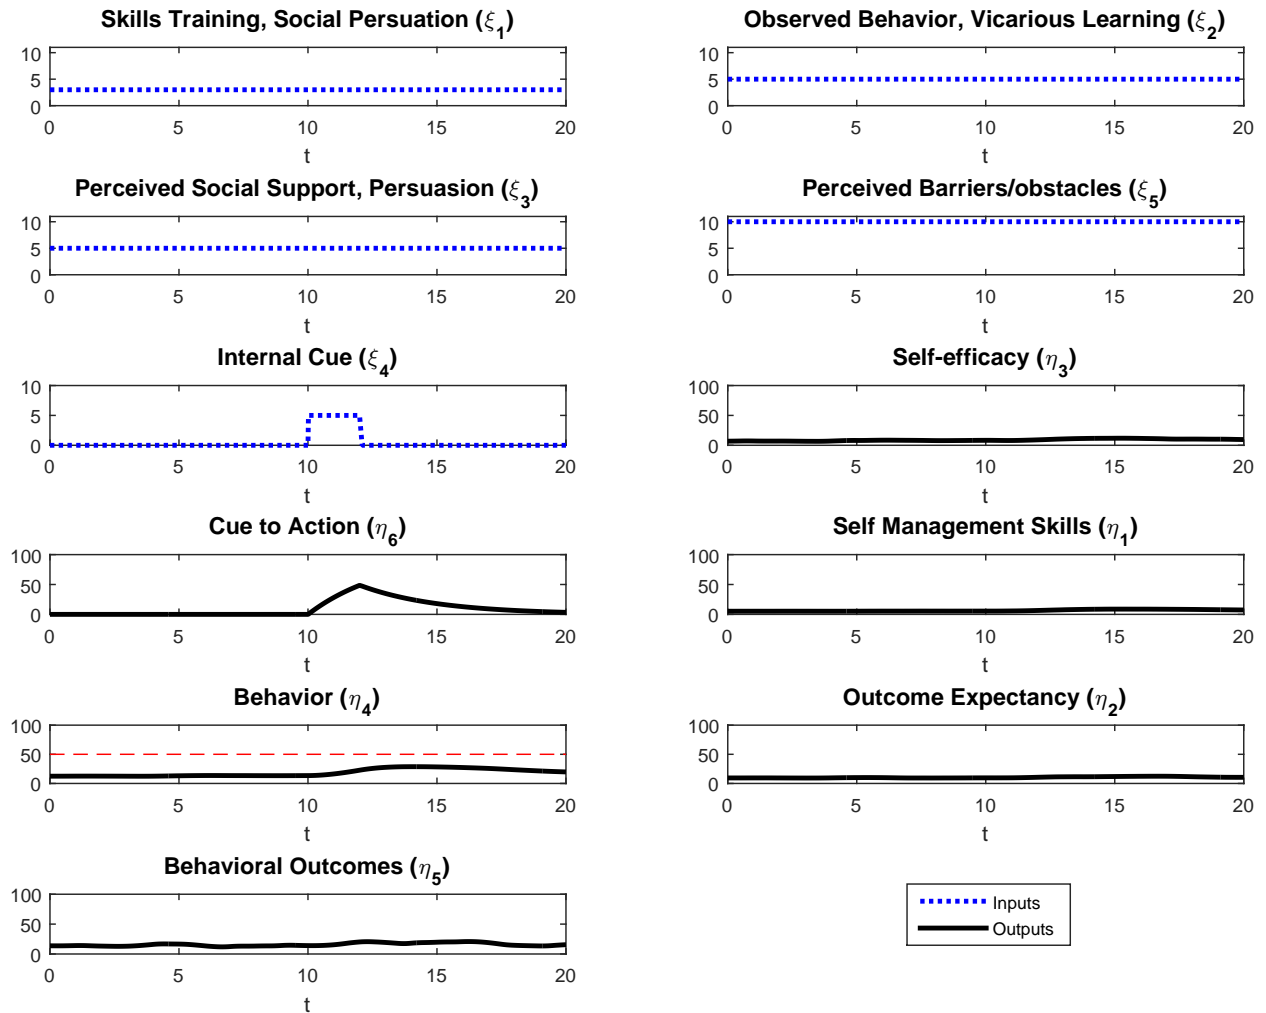 Skills Training, Social Persuation (ξ1)
10
5
0
0 5 10 15 20
t
Observed Behavior, Vicarious Learning (ξ2)
10
5
0
0 5 10 15 20
t
Perceived Social Support, Persuasion (ξ3)
10
5
0
0 5 10 15 20
t
Perceived Barriers/obstacles (ξ5)
10
5
0
0 5 10 15 20
t
Internal Cue (ξ4)
10
5
0
0 5 10 15 20
t
Self-efficacy (η3)
100
50
0
0 5 10 15 20
t
Cue to Action (η6)
100
50
0
0 5 10 15 20
t
Self Management Skills (η1)
100
50
0
0 5 10 15 20
t
Behavior (η4)
100
50
0
0 5 10 15 20
t
Outcome Expectancy (η2)
100
50
0
0 5 10 15 20
t
Behavioral Outcomes (η5)
100
50
0
0 5 10 15 20
t
Inputs
Outputs